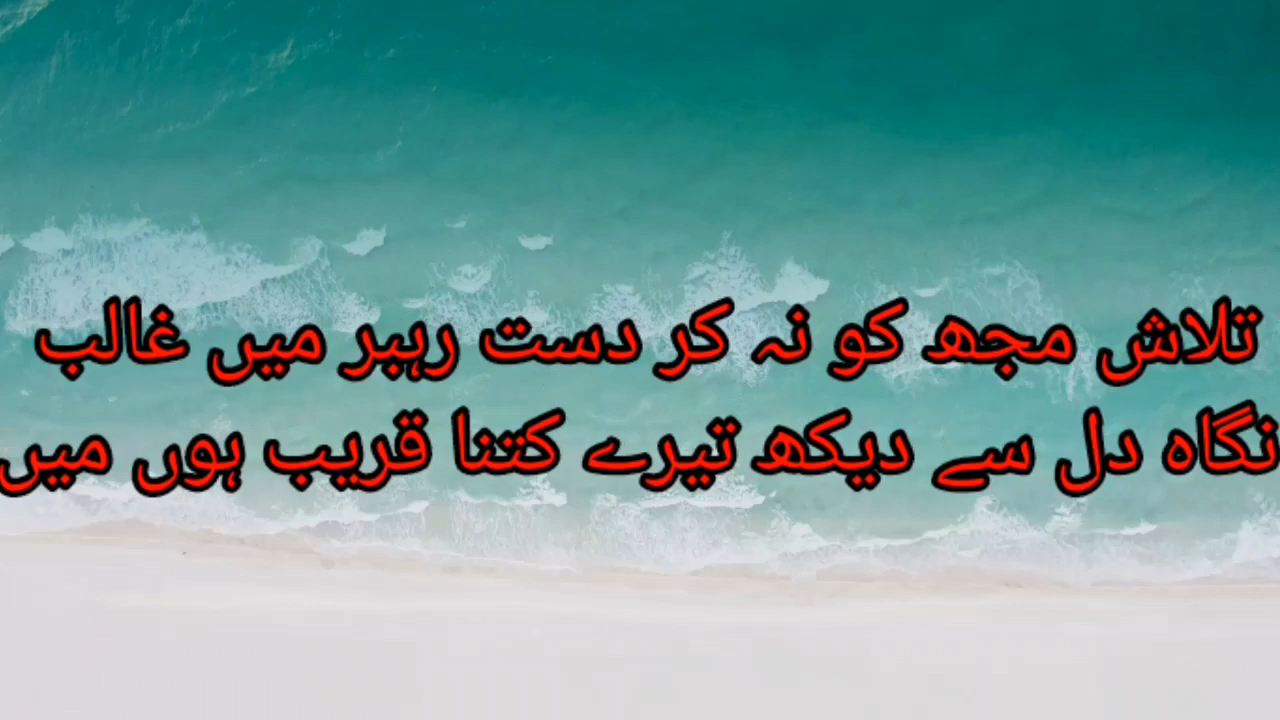 تلاش مجھ کو نہ کر دست رہبر میں غالب
نگاہ دل سے دیکھ تیرے کتنا قریب ہوں میں